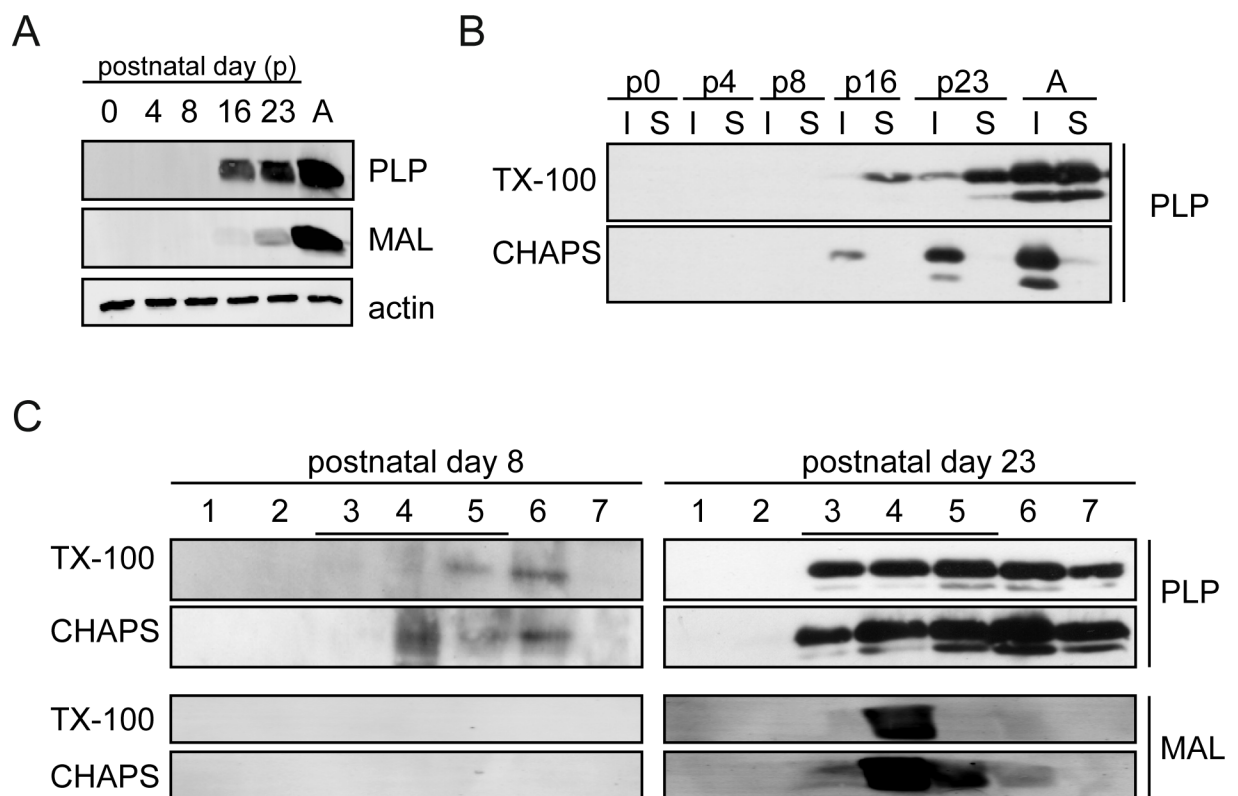 A
postnatal day (p)
0 4 8 16 23 A
PLP
MAL
actin
B
p0 p4 p8 p16 p23 A
I S I S I S I S I S I S
TX-100
CHAPS
PLP
C
postnatal day 8
1 2 3 4 5 6 7
postnatal day 23
1 2 3 4 5 6 7
TX-100
CHAPS
PLP
TX-100
CHAPS
MAL